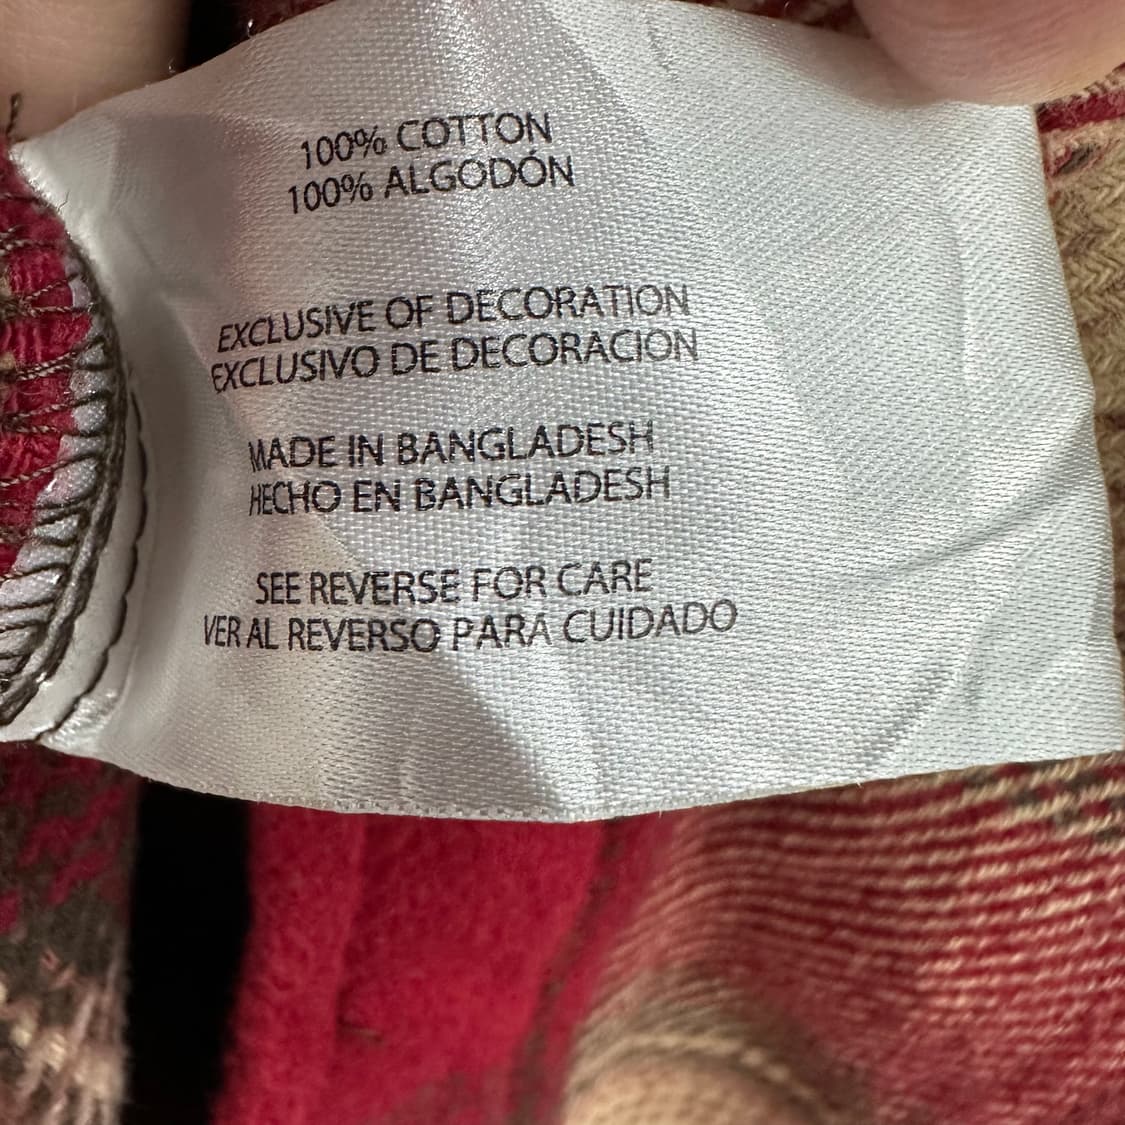 100% COTTON
100% ALGODÓN
EXCLUSIVE OF DECORATION
EXCLUSIVO DE DECORACION
MADE IN BANGLADESH
HECHO EN BANGLADESH
SEE REVERSE FOR CARE
VER AL REVERSO PARA CUIDADO